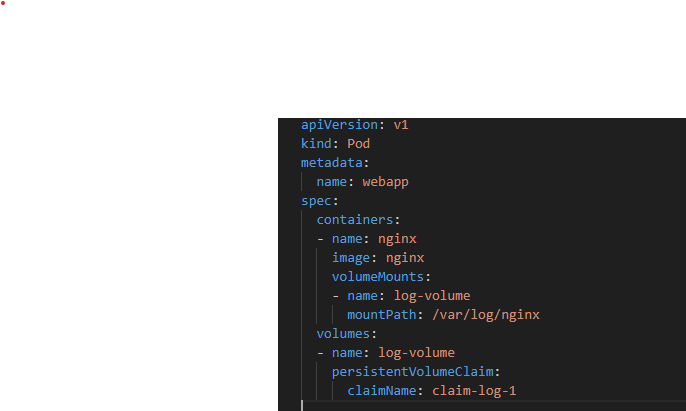 apiVersion: v1
kind: Pod
metadata:
  name: webapp
spec:
  containers:
  - name: nginx
    image: nginx
    volumeMounts:
    - name: log-volume
      mountPath: /var/log/nginx
  volumes:
  - name: log-volume
    persistentVolumeClaim:
      claimName: claim-log-1